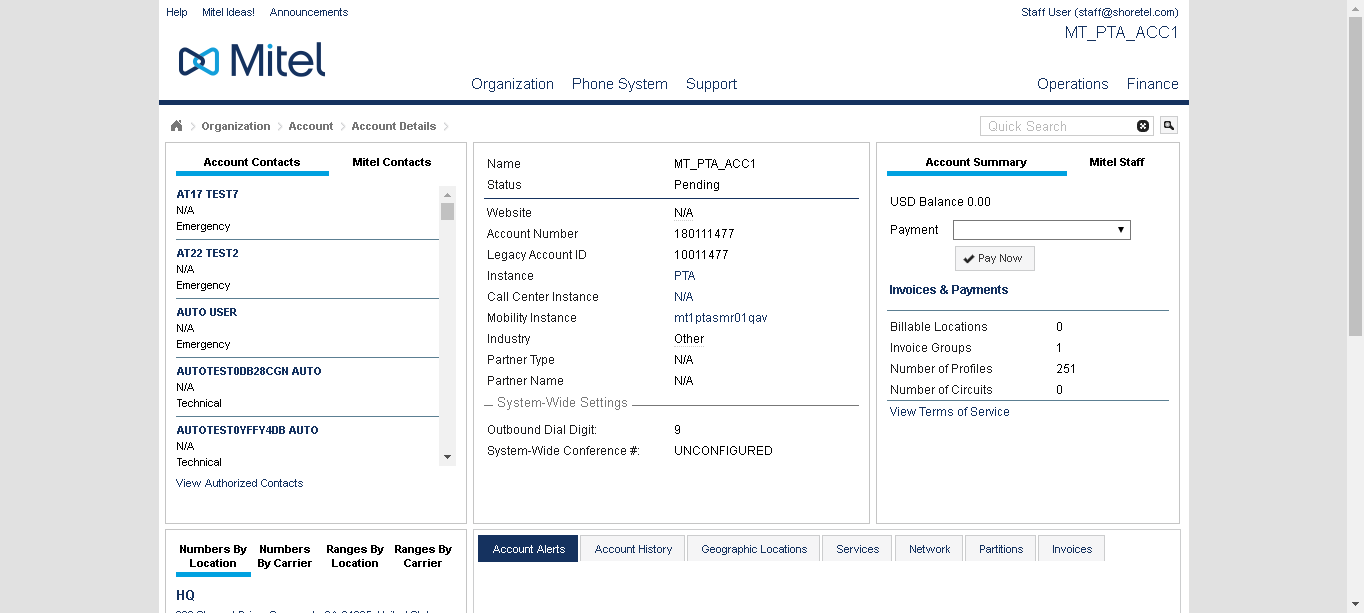 Help Mitel Ideas! Announcements
Staff User (staff@shoretel.com)
MT_PTA_ACC1
Mitel
Organization Phone System Support
Operations Finance
Organization Account Account Details
Quick Search
Account Contacts Mitel Contacts
AT17 TEST7
N/A
Emergency
AT22 TEST2
N/A
Emergency
AUTO USER
N/A
Emergency
AUTOTEST0DB28CGN AUTO
N/A
Technical
AUTOTEST0YFFY4DB AUTO
N/A
Technical
View Authorized Contacts
Name MT_PTA_ACC1
Status Pending
Website N/A
Account Number 180111477
Legacy Account ID 10011477
Instance PTA
Call Center Instance N/A
Mobility Instance mt1ptasmr01qav
Industry Other
Partner Type N/A
Partner Name N/A
System-Wide Settings
Outbound Dial Digit: 9
System-Wide Conference #: UNCONFIGURED
Account Summary Mitel Staff
USD Balance 0.00
Payment
Pay Now
Invoices & Payments
Billable Locations 0
Invoice Groups 1
Number of Profiles 251
Number of Circuits 0
View Terms of Service
Numbers By Location Numbers By Carrier Ranges By Location Ranges By Carrier
HQ
Account Alerts Account History Geographic Locations Services Network Partitions Invoices